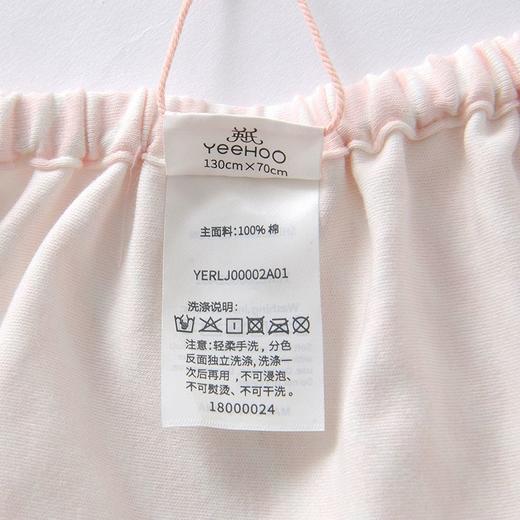 英氏
YeeHoO
130cm×70cm
主面料:100% 棉
YERLJ00002A01
洗涤说明:
注意:轻柔手洗，分色
反面独立洗涤,洗涤一
次后再用 ,不可浸泡、
不可熨烫、不可干洗。
18000024